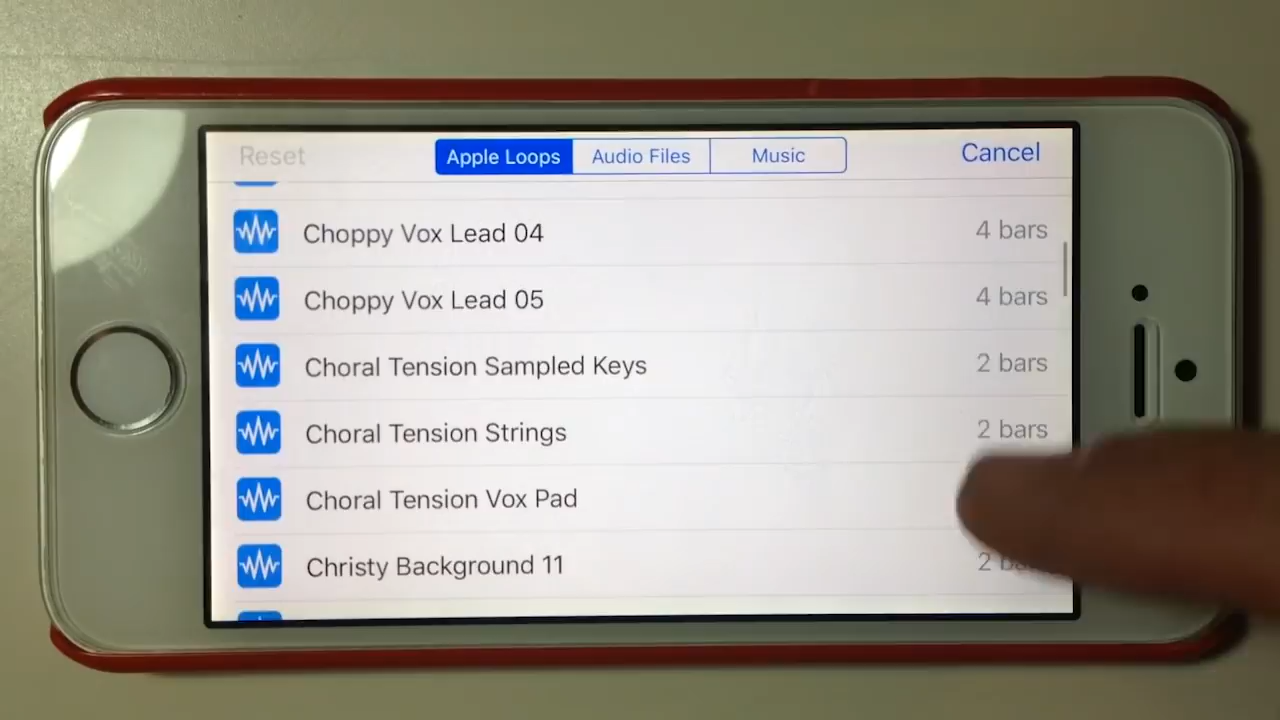 Reset Apple Loops Audio Files Music Cancel
Choppy Vox Lead 04 4 bars
Choppy Vox Lead 05 4 bars
Choral Tension Sampled Keys 2 bars
Choral Tension Strings 2 bars
Choral Tension Vox Pad
Christy Background 11 2